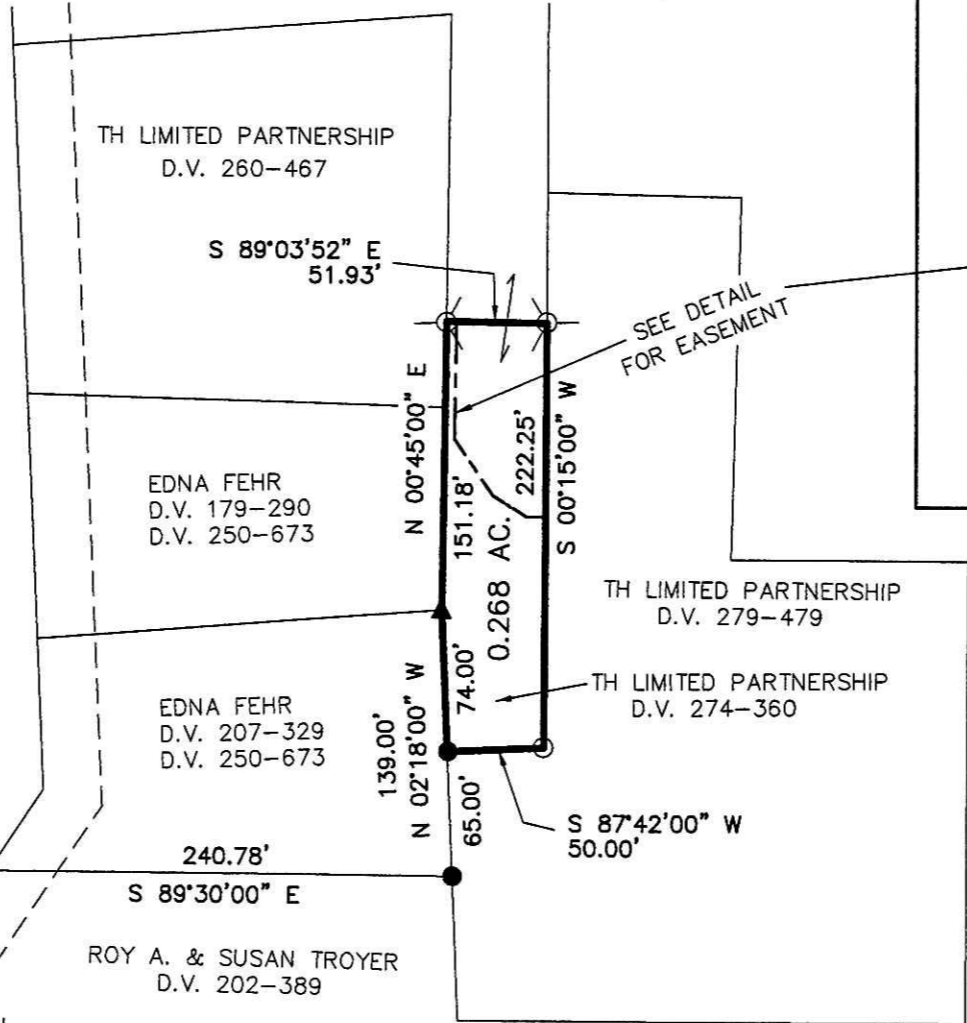 TH LIMITED PARTNERSHIP
D.V. 260-467
S 89°03'52" E
51.93'
SEE DETAIL
FOR EASEMENT
N 00°45'00" E
151.18'
222.25'
S 00°15'00" W
0.268 AC.
EDNA FEHR
D.V. 179-290
D.V. 250-673
TH LIMITED PARTNERSHIP
D.V. 279-479
TH LIMITED PARTNERSHIP
D.V. 274-360
EDNA FEHR
D.V. 207-329
D.V. 250-673
139.00'
N 02°18'00" W
74.00'
65.00'
S 87°42'00" W
50.00'
240.78'
S 89°30'00" E
ROY A. & SUSAN TROYER
D.V. 202-389